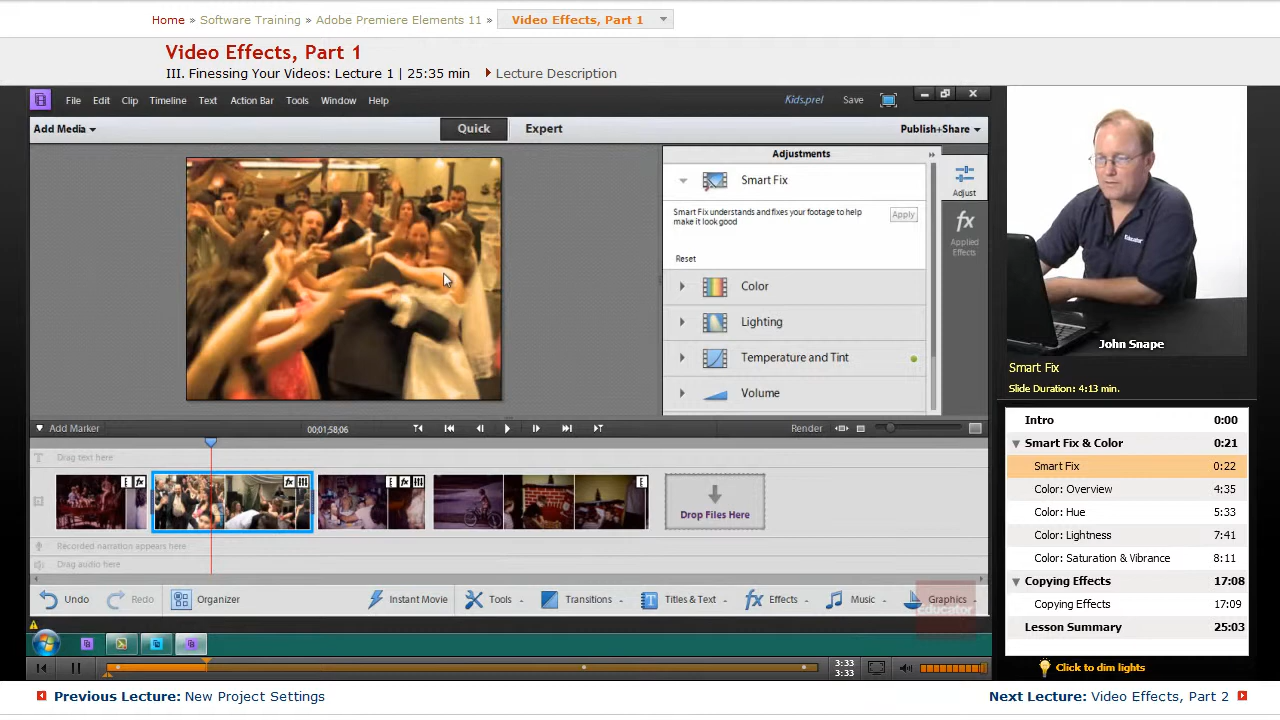 Home » Software Training » Adobe Premiere Elements 11 » Video Effects, Part 1
Video Effects, Part 1
III. Finessing Your Videos: Lecture 1 | 25:35 min Lecture Description
File Edit Clip Timeline Text Action Bar Tools Window Help Kids.prel Save
Add Media Quick Expert Publish+Share
Adjustments
Smart Fix
Adjust
Smart Fix understands and fixes your footage to help
make it look good
Apply
fx
Applied
Effects
Reset
Color
Lighting
Temperature and Tint
Volume
Educator
John Snape
Smart Fix
Slide Duration: 4:13 min.
Add Marker 00;01;58;06 Render
Drag text here
Drop Files Here
Recorded narration appears here
Drag audio here
Undo Redo Organizer Instant Movie Tools Transitions Titles & Text fx Effects Music Graphics
Educator
Intro 0:00
Smart Fix & Color 0:21
Smart Fix 0:22
Color: Overview 4:35
Color: Hue 5:33
Color: Lightness 7:41
Color: Saturation & Vibrance 8:11
Copying Effects 17:08
Copying Effects 17:09
Lesson Summary 25:03
3:33
3:33
Click to dim lights
Previous Lecture: New Project Settings Next Lecture: Video Effects, Part 2